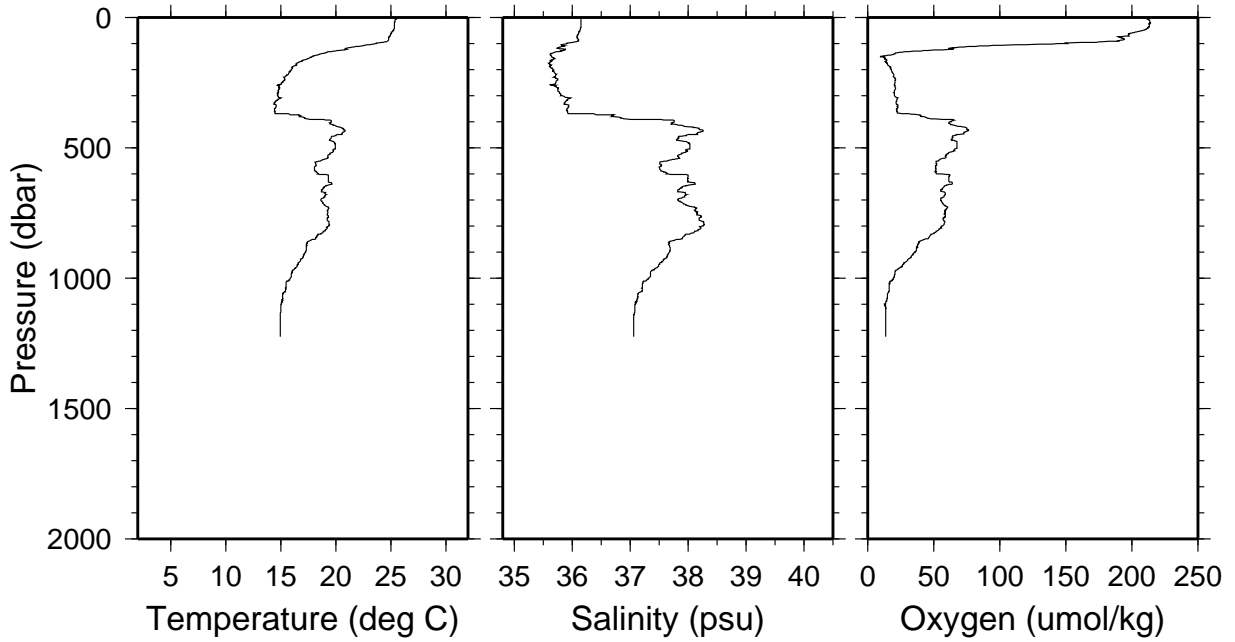 0
500
1000
1500
2000
Pressure (dbar)
5 10 15 20 25 30
Temperature (deg C)
35 36 37 38 39 40
Salinity (psu)
0 50 100 150 200 250
Oxygen (umol/kg)